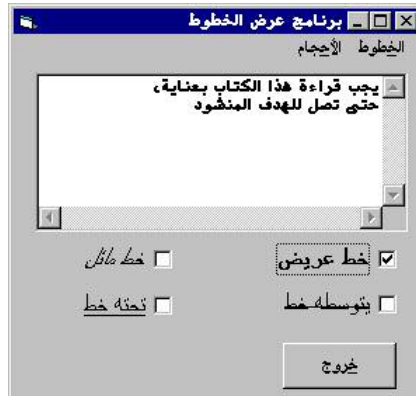 برنامج عرض الخطوط
الخطوط الأحجام
يجب قراءة هذا الكتاب بعناية،
حتى تصل للهدف المنشود
خط عريض خط مائل
يتوسطه خط تحته خط
خروج